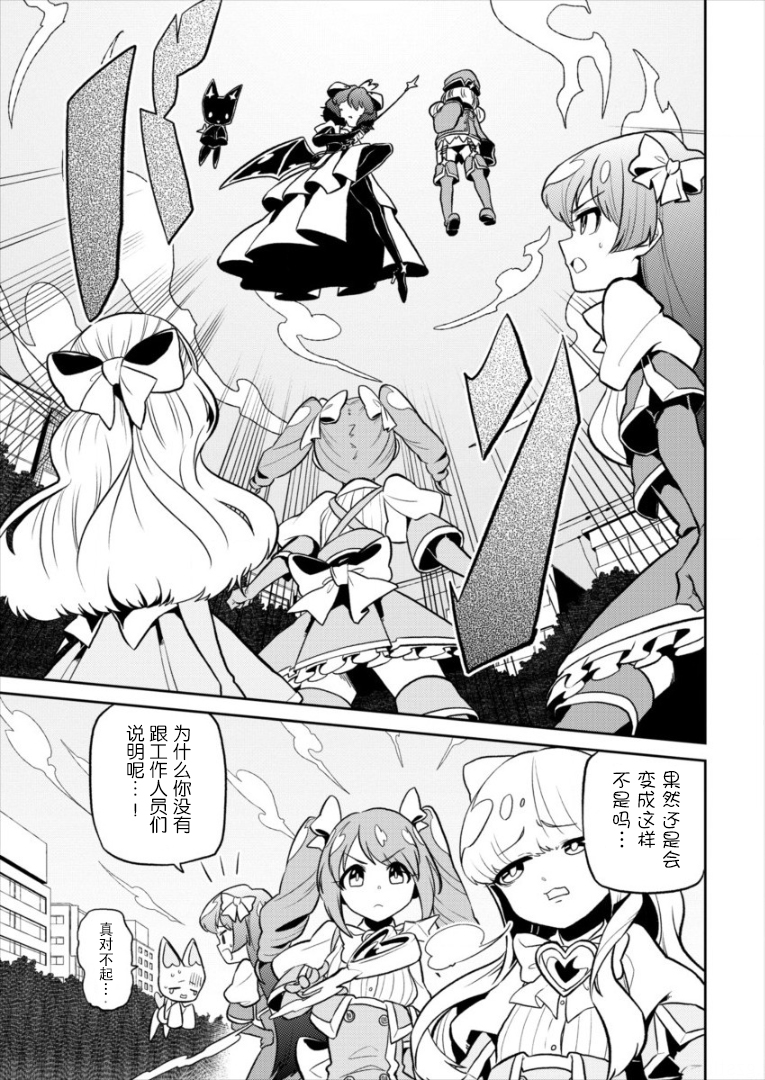 果然还是会
变成这样
不是吗…
为什么你没有
跟工作人员们
说明呢…！
真对
不起…